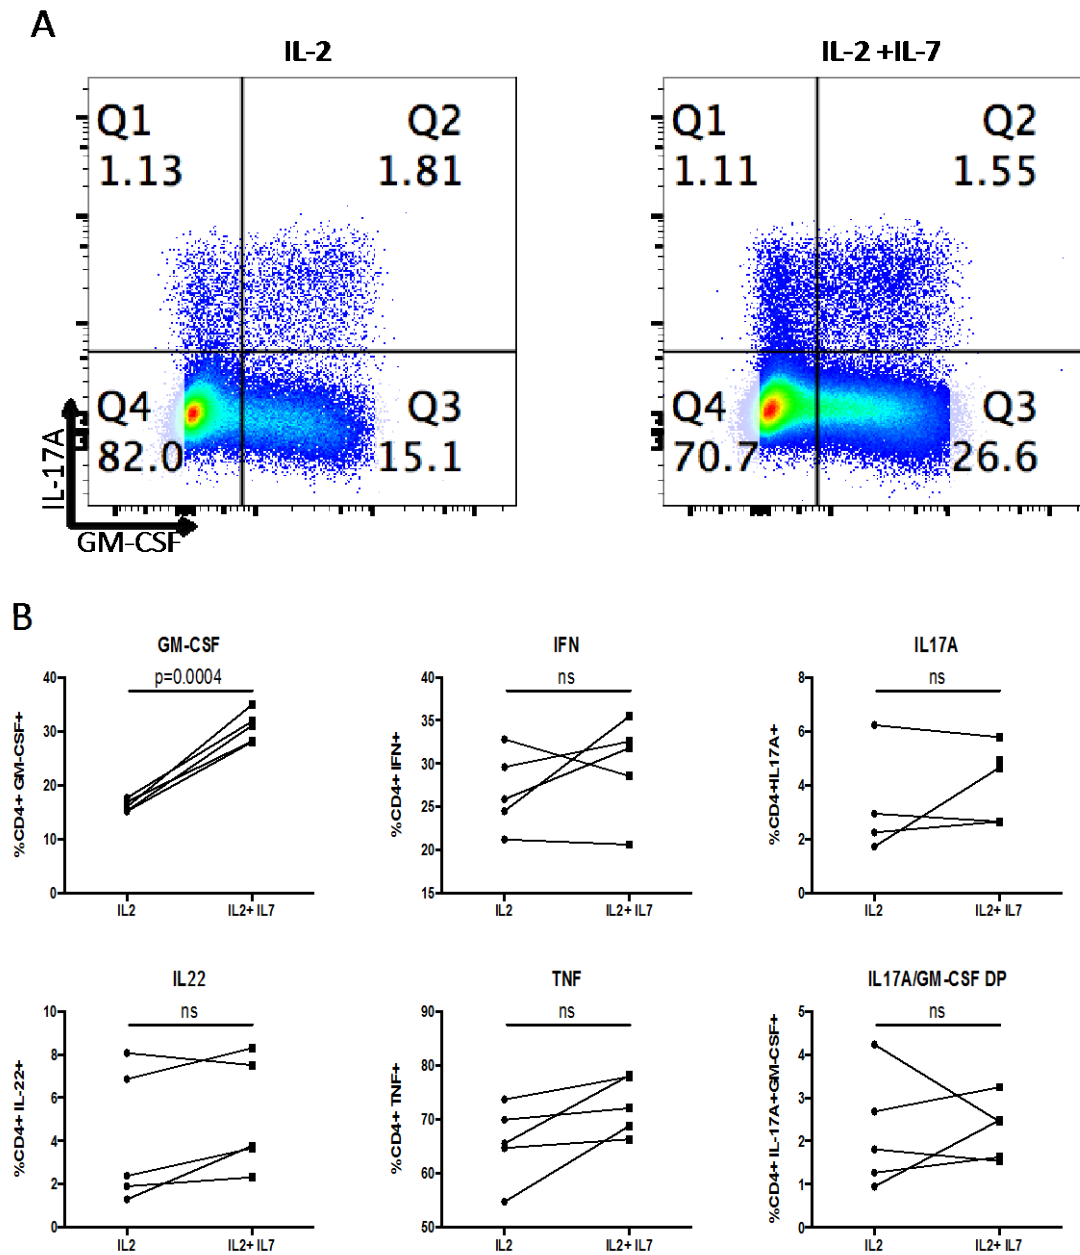 A
IL-2
IL-2 +IL-7
Q1
1.13
Q2
1.81
Q4
82.0
Q3
15.1
Q1
1.11
Q2
1.55
Q4
70.7
Q3
26.6
IL-17A
GM-CSF
B
GM-CSF
p=0.0004
%CD4+ GM-CSF+
40
30
20
10
0
IL2
IL2+ IL7
IFN
ns
%CD4+ IFN+
40
35
30
25
20
15
IL2
IL2+ IL7
IL17A
ns
%CD4+IL17A+
8
6
4
2
0
IL2
IL2+ IL7
IL22
ns
%CD4+ IL-22+
10
8
6
4
2
0
IL2
IL2+ IL7
TNF
ns
%CD4+ TNF+
90
80
70
60
50
IL2
IL2+ IL7
IL17A/GM-CSF DP
ns
%CD4+ IL-17A+GM-CSF+
5
4
3
2
1
0
IL2
IL2+ IL7